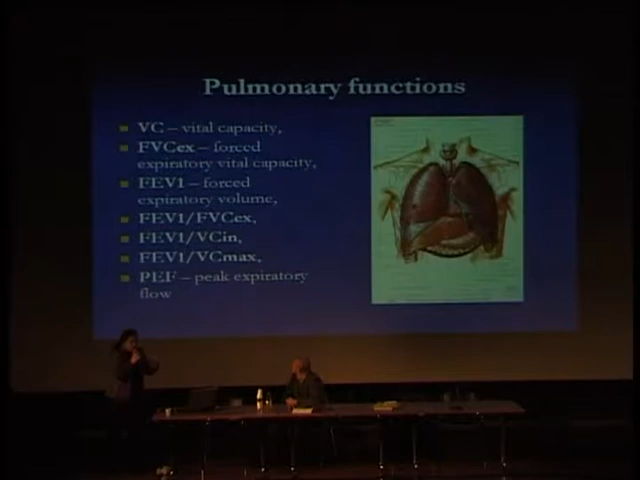 Pulmonary functions
VC – vital capacity,
FVCex – forced
expiratory vital capacity,
FEV1 – forced
expiratory volume,
FEV1/FVCex,
FEV1/VCin,
FEV1/VCmax,
PEF – peak expiratory
flow